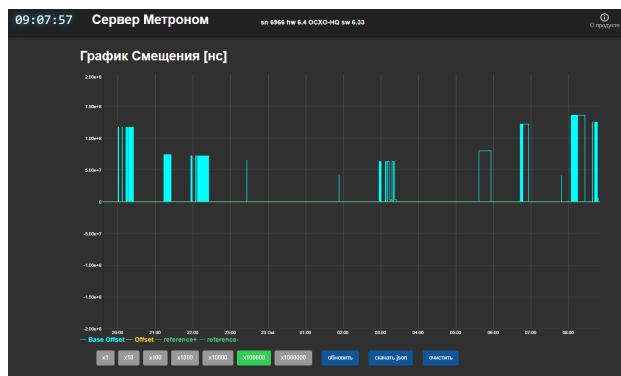 09:07:57 Сервер Метроном sn 6966 hw 6.4 OCXO-HQ sw 6.33 О продукте
График Смещения [нс]
2.00e+8
1.50e+8
1.00e+8
5.00e+7
0
-5.00e+7
-1.00e+8
-1.50e+8
-2.00e+8
20:00 21:00 22:00 23:00 23 Oct 01:00 02:00 03:00 04:00 05:00 06:00 07:00 08:00
— Base Offset — Offset — reference+ — reference-
x1 x10 x100 x1000 x10000 x100000 x1000000 обновить скачать json очистить